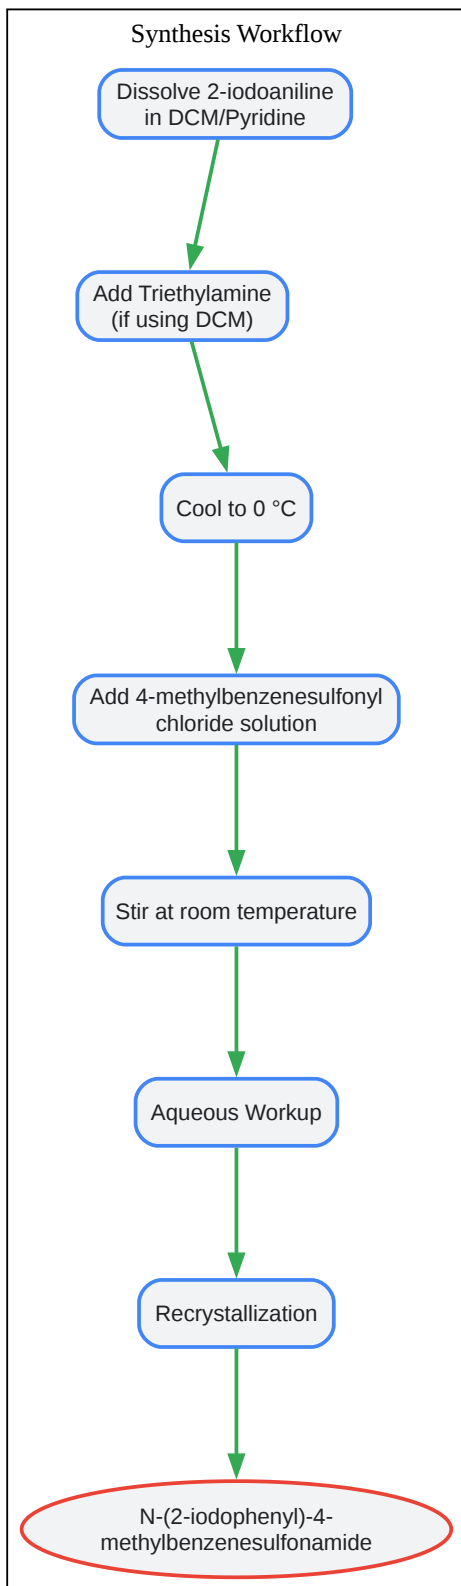 Synthesis Workflow
Dissolve 2-iodoaniline
in DCM/Pyridine
Add Triethylamine
(if using DCM)
Cool to 0 °C
Add 4-methylbenzenesulfonyl
chloride solution
Stir at room temperature
Aqueous Workup
Recrystallization
N-(2-iodophenyl)-4-
methylbenzenesulfonamide